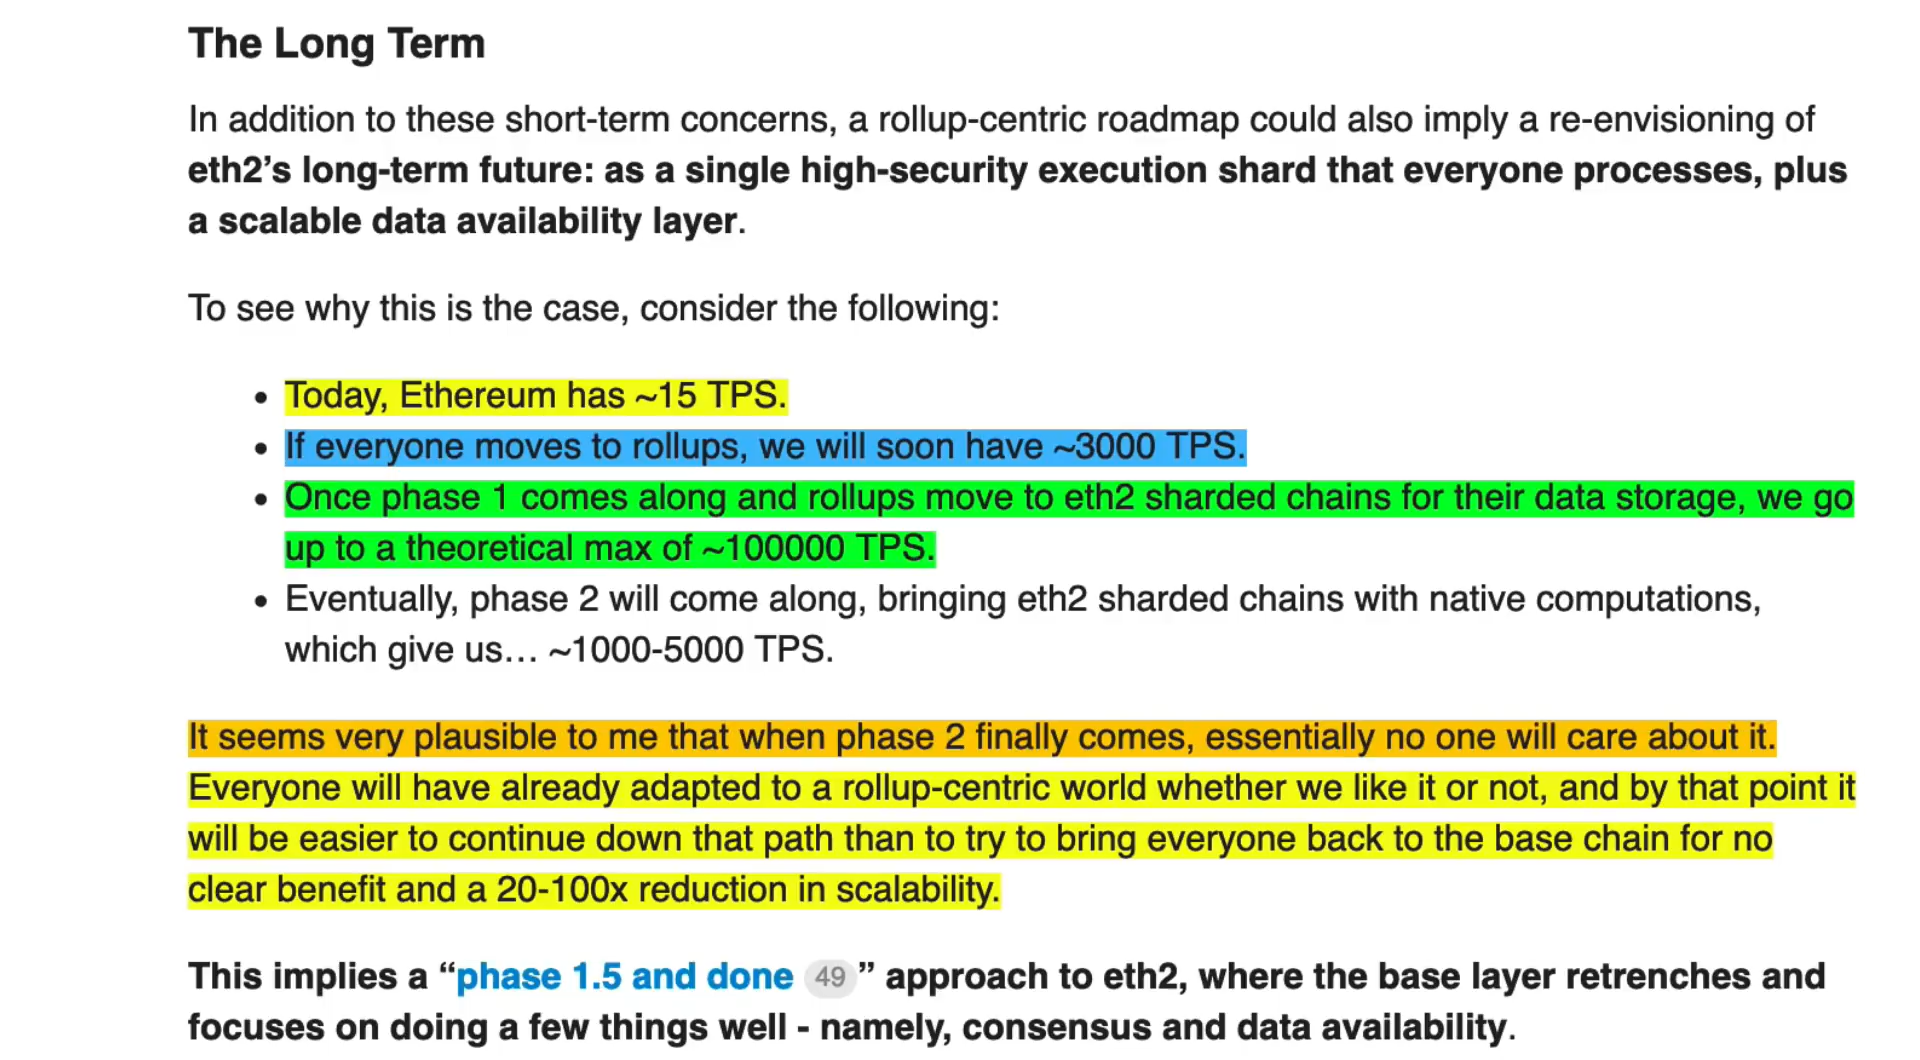 The Long Term
In addition to these short-term concerns, a rollup-centric roadmap could also imply a re-envisioning of
eth2’s long-term future: as a single high-security execution shard that everyone processes, plus
a scalable data availability layer.
To see why this is the case, consider the following:
• Today, Ethereum has ~15 TPS.
• If everyone moves to rollups, we will soon have ~3000 TPS.
• Once phase 1 comes along and rollups move to eth2 sharded chains for their data storage, we go
up to a theoretical max of ~100000 TPS.
• Eventually, phase 2 will come along, bringing eth2 sharded chains with native computations,
which give us… ~1000-5000 TPS.
It seems very plausible to me that when phase 2 finally comes, essentially no one will care about it.
Everyone will have already adapted to a rollup-centric world whether we like it or not, and by that point it
will be easier to continue down that path than to try to bring everyone back to the base chain for no
clear benefit and a 20-100x reduction in scalability.
This implies a “phase 1.5 and done 49 ” approach to eth2, where the base layer retrenches and
focuses on doing a few things well - namely, consensus and data availability.